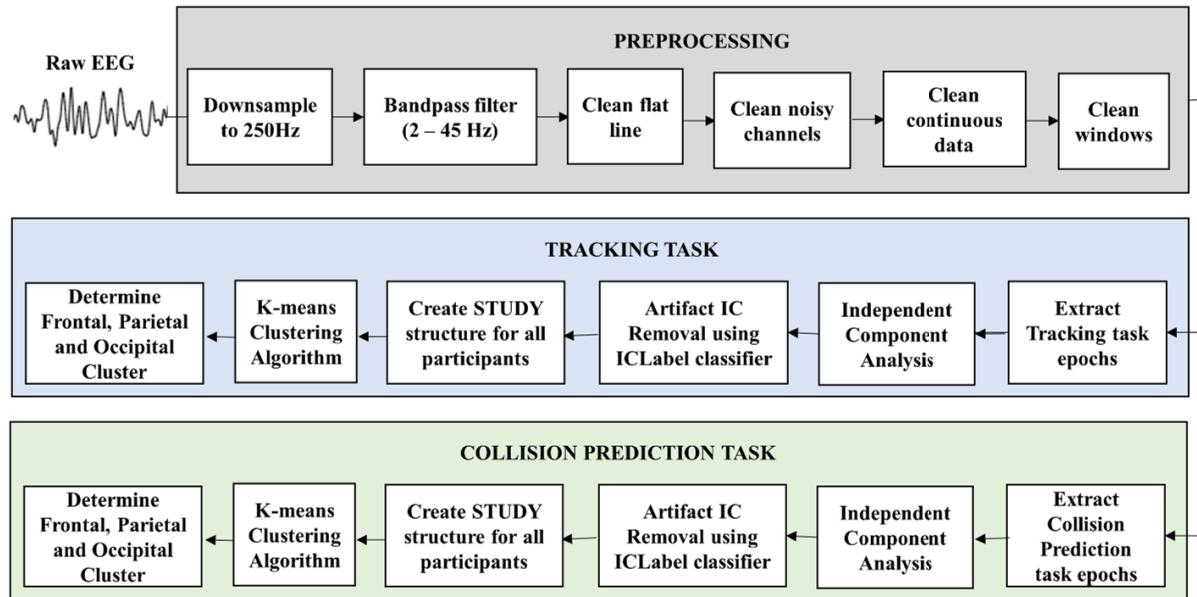 PREPROCESSING
Raw EEG
Downsample
to 250Hz
Bandpass filter
(2 – 45 Hz)
Clean flat
line
Clean noisy
channels
Clean
continuous
data
Clean
windows
TRACKING TASK
Determine
Frontal, Parietal
and Occipital
Cluster
K-means
Clustering
Algorithm
Create STUDY
structure for all
participants
Artifact IC
Removal using
ICLabel classifier
Independent
Component
Analysis
Extract
Tracking task
epochs
COLLISION PREDICTION TASK
Determine
Frontal, Parietal
and Occipital
Cluster
K-means
Clustering
Algorithm
Create STUDY
structure for all
participants
Artifact IC
Removal using
ICLabel classifier
Independent
Component
Analysis
Extract
Collision
Prediction
task epochs